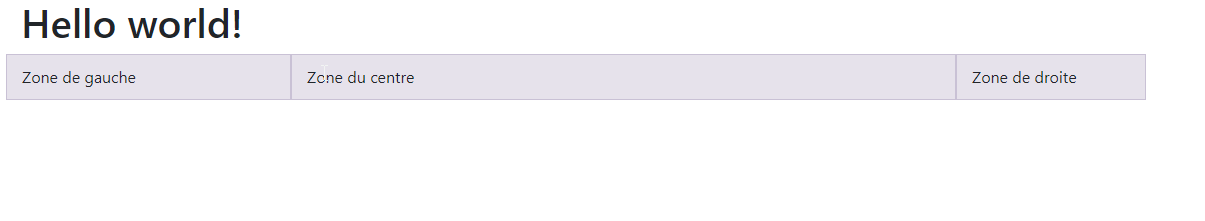 Hello world!
Zone de gauche
Zone du centre
Zone de droite